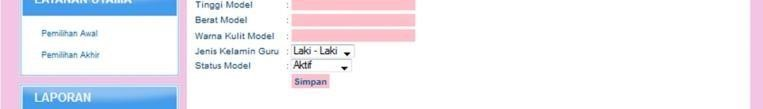 LAYANAN UTAMA
Pemilihan Awal
Pemilihan Akhir
LAPORAN
Tinggi Model :
Berat Model :
Warna Kulit Model :
Jenis Kelamin Guru : Laki - Laki
Status Model : Aktif
Simpan